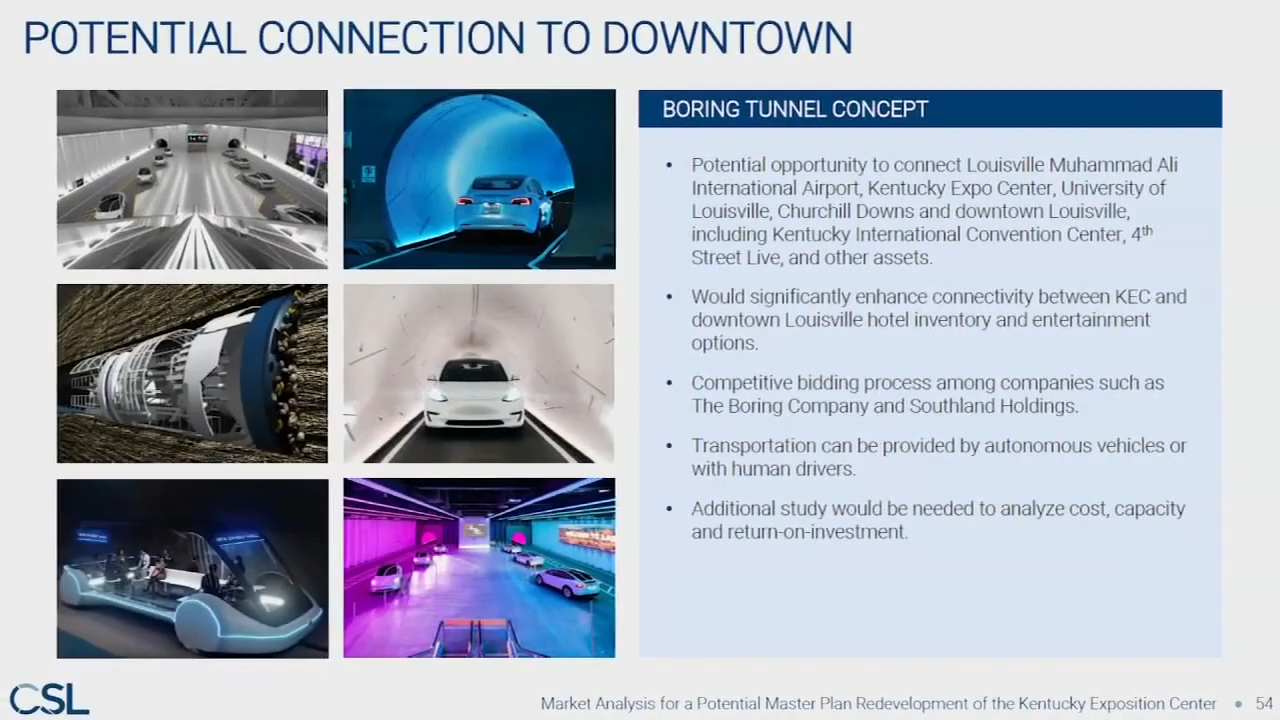 POTENTIAL CONNECTION TO DOWNTOWN
BORING TUNNEL CONCEPT
• Potential opportunity to connect Louisville Muhammad Ali
International Airport, Kentucky Expo Center, University of
Louisville, Churchill Downs and downtown Louisville,
including Kentucky International Convention Center, 4th
Street Live, and other assets.
• Would significantly enhance connectivity between KEC and
downtown Louisville hotel inventory and entertainment
options.
• Competitive bidding process among companies such as
The Boring Company and Southland Holdings.
• Transportation can be provided by autonomous vehicles or
with human drivers.
• Additional study would be needed to analyze cost, capacity
and return-on-investment.
CSL
Market Analysis for a Potential Master Plan Redevelopment of the Kentucky Exposition Center • 54